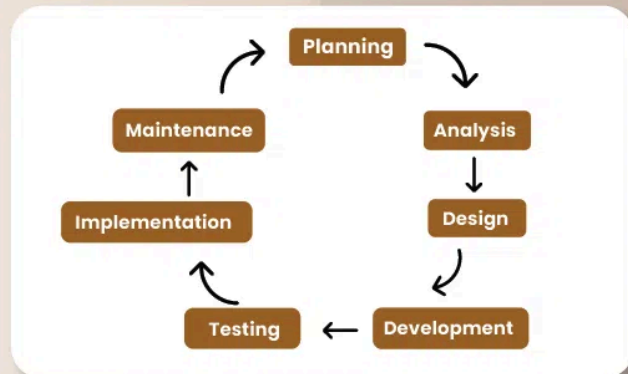 Planning
Analysis
Design
Development
Testing
Implementation
Maintenance